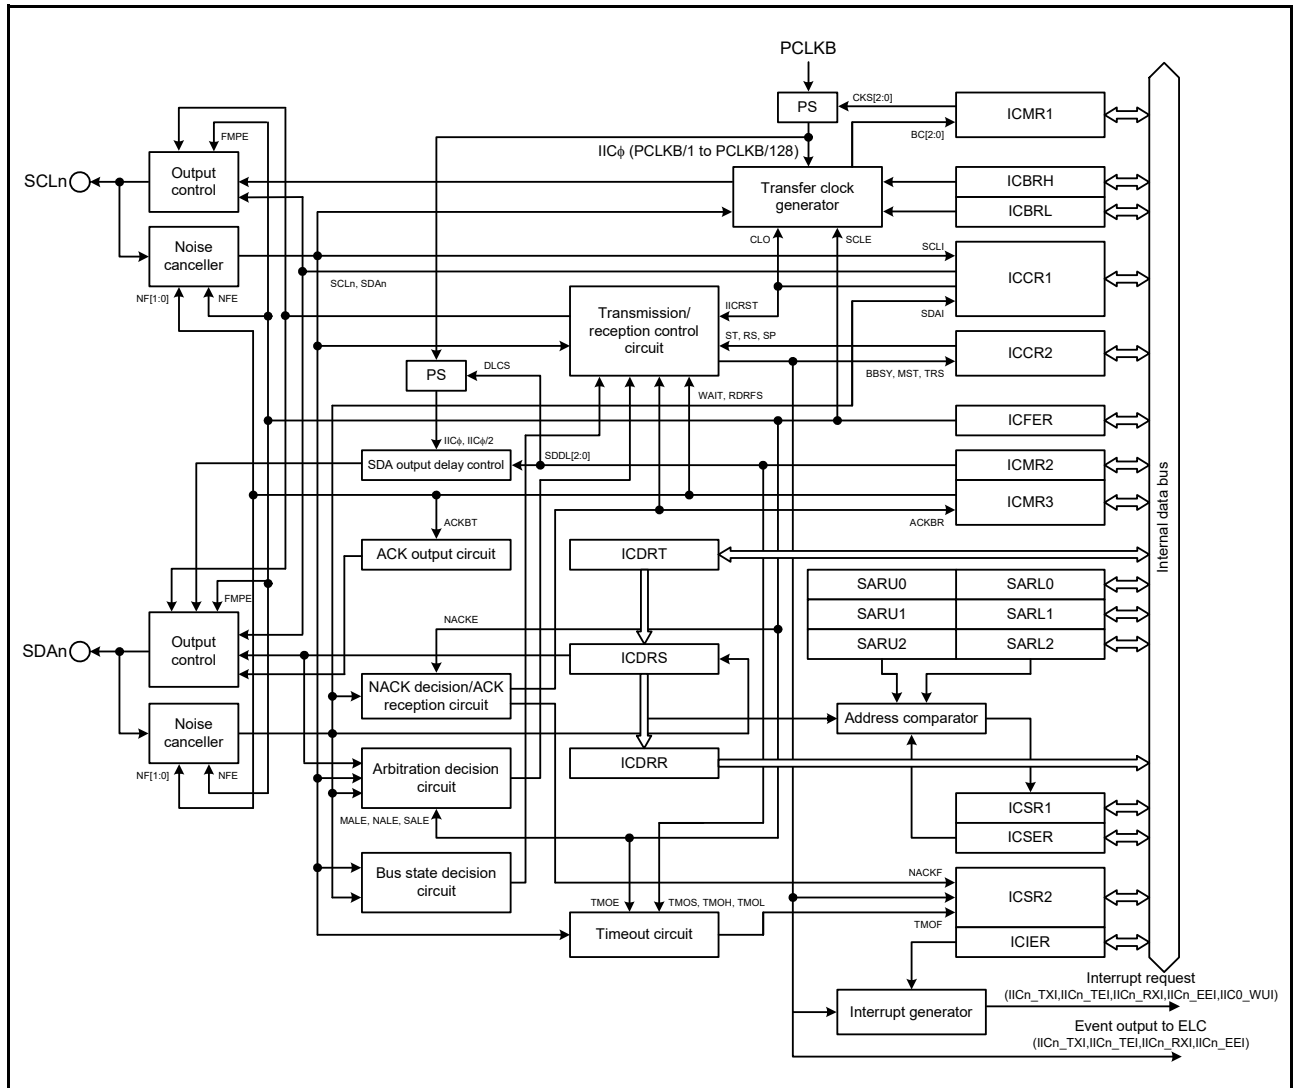 PCLKB
PS
CKS[2:0]
ICMR1
BC[2:0]
FMPE
IICϕ (PCLKB/1 to PCLKB/128)
SCLn
Output
control
Transfer clock
generator
ICBRH
ICBRL
Noise
canceller
CLO
SCLE
SCLI
ICCR1
SCLn, SDAn
NF[1:0]
NFE
IICRST
SDAI
Transmission/
reception control
circuit
ST, RS, SP
ICCR2
BBSY, MST, TRS
PS
DLCS
WAIT, RDRFS
ICFER
IICϕ, IICϕ/2
SDA output delay control
SDDL[2:0]
ICMR2
ICMR3
ACKBT
ACKBR
Internal data bus
ACK output circuit
ICDRT
SARU0
SARL0
FMPE
SARU1
SARL1
NACKE
SARU2
SARL2
SDAn
Output
control
ICDRS
NACK decision/ACK
reception circuit
Address comparator
Noise
canceller
NF[1:0]
NFE
Arbitration decision
circuit
ICDRR
MALE, NALE, SALE
ICSR1
ICSER
Bus state decision
circuit
NACKF
ICSR2
TMOE
TMOS, TMOH, TMOL
TMOF
Timeout circuit
ICIER
Interrupt request
(IICn_TXI,IICn_TEI,IICn_RXI,IICn_EEI,IIC0_WUI)
Interrupt generator
Event output to ELC
(IICn_TXI,IICn_TEI,IICn_RXI,IICn_EEI)